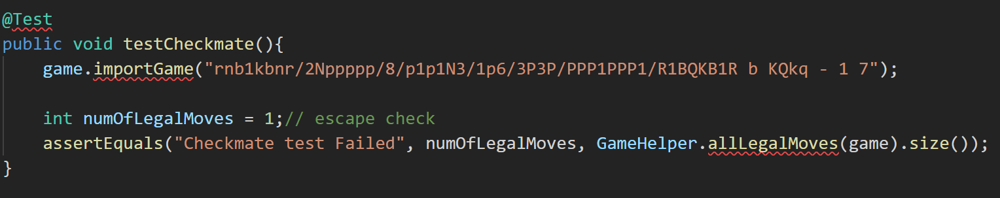 @Test
public void testCheckmate(){
game.importGame("rnb1kbnr/2Nppppp/8/p1p1N3/1p6/3P3P/PPP1PPP1/R1BQKB1R b KQkq - 1 7");
int numOfLegalMoves = 1;// escape check
assertEquals("Checkmate test Failed", numOfLegalMoves, GameHelper.allLegalMoves(game).size());
}